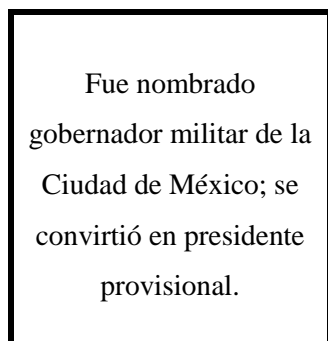 Fue nombrado
gobernador militar de la
Ciudad de México; se
convirtió en presidente
provisional.